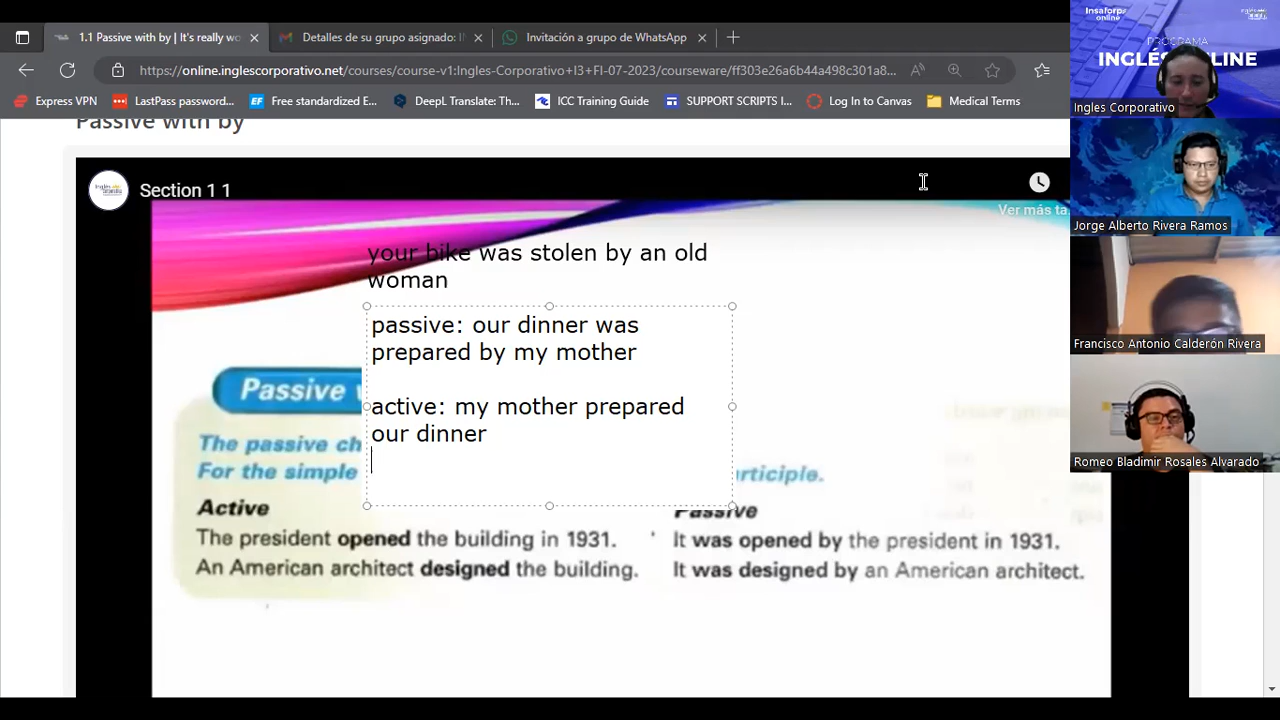 1.1 Passive with by | It's really wo
Detalles de su grupo asignado: II
Invitación a grupo de WhatsApp
https://online.inglescorporativo.net/courses/course-v1:Ingles-Corporativo+I3+FI-07-2023/courseware/ff303e26a6b44a498c301a8...
Express VPN
LastPass password...
Free standardized E...
DeepL Translate: Th...
ICC Training Guide
SUPPORT SCRIPTS I...
Log In to Canvas
Medical Terms
Passive with by
Section 1 1
Ver más ta
your bike was stolen by an old
woman
passive: our dinner was
prepared by my mother
active: my mother prepared
our dinner
Passive
The passive ch
For the simple
rticiple.
Active
Passive
The president opened the building in 1931.
It was opened by the president in 1931.
An American architect designed the building.
It was designed by an American architect.
Insaforp
online
PROGRAMA
INGLÉS ONLINE
Ingles Corporativo
Jorge Alberto Rivera Ramos
Francisco Antonio Calderón Rivera
Romeo Bladimir Rosales Alvarado